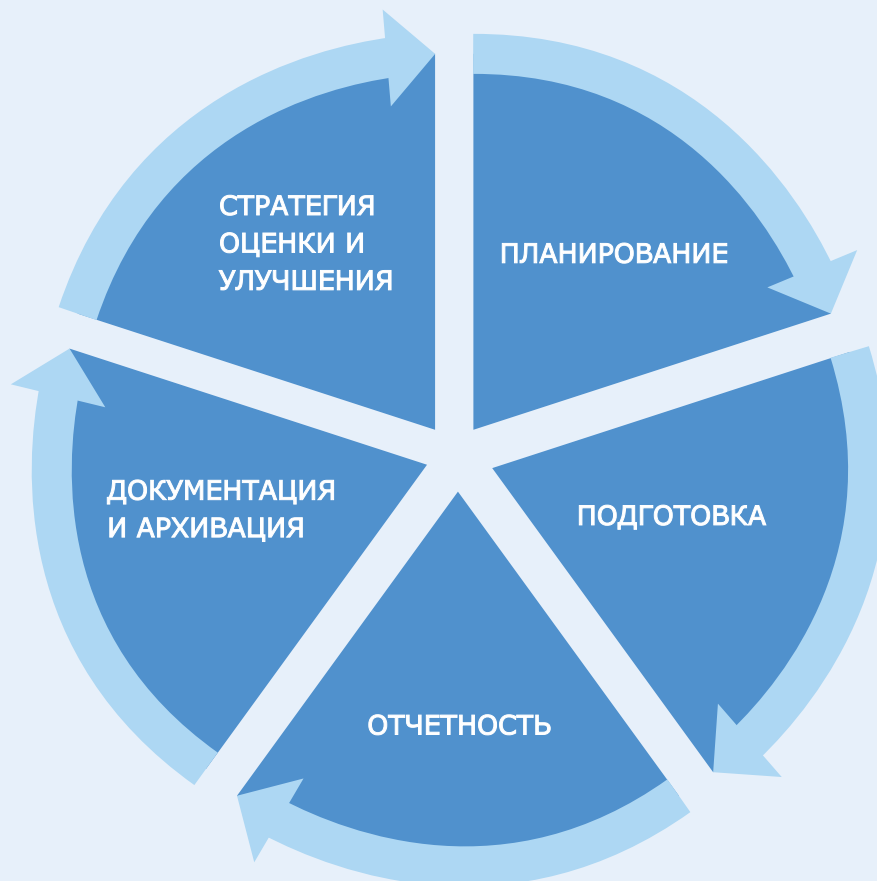 СТРАТЕГИЯ
ОЦЕНКИ И
УЛУЧШЕНИЯ
ПЛАНИРОВАНИЕ
ДОКУМЕНТАЦИЯ
И АРХИВАЦИЯ
ПОДГОТОВКА
ОТЧЕТНОСТЬ